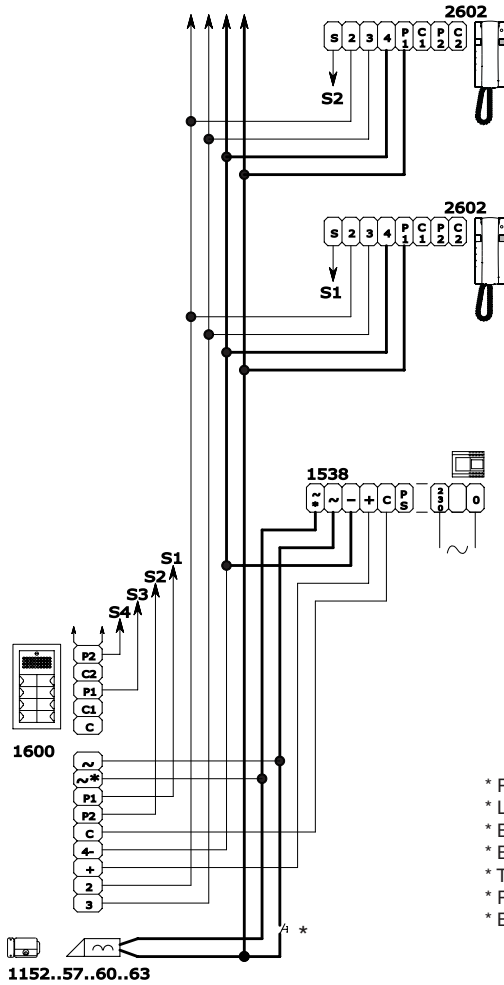 2602
S 2 3 4 P1 C1 P2 C2
S2
2602
S 2 3 4 P1 C1 P2 C2
S1
1538
~* ~ − + C PS 230 0
~
S1
S2
S3
S4
P2
C2
P1
C1
C
1600
~
~*
P1
P2
C
4-
+
2
3
*
1152..57..60..63
* F
* L
* E
* E
* T
* F
* E